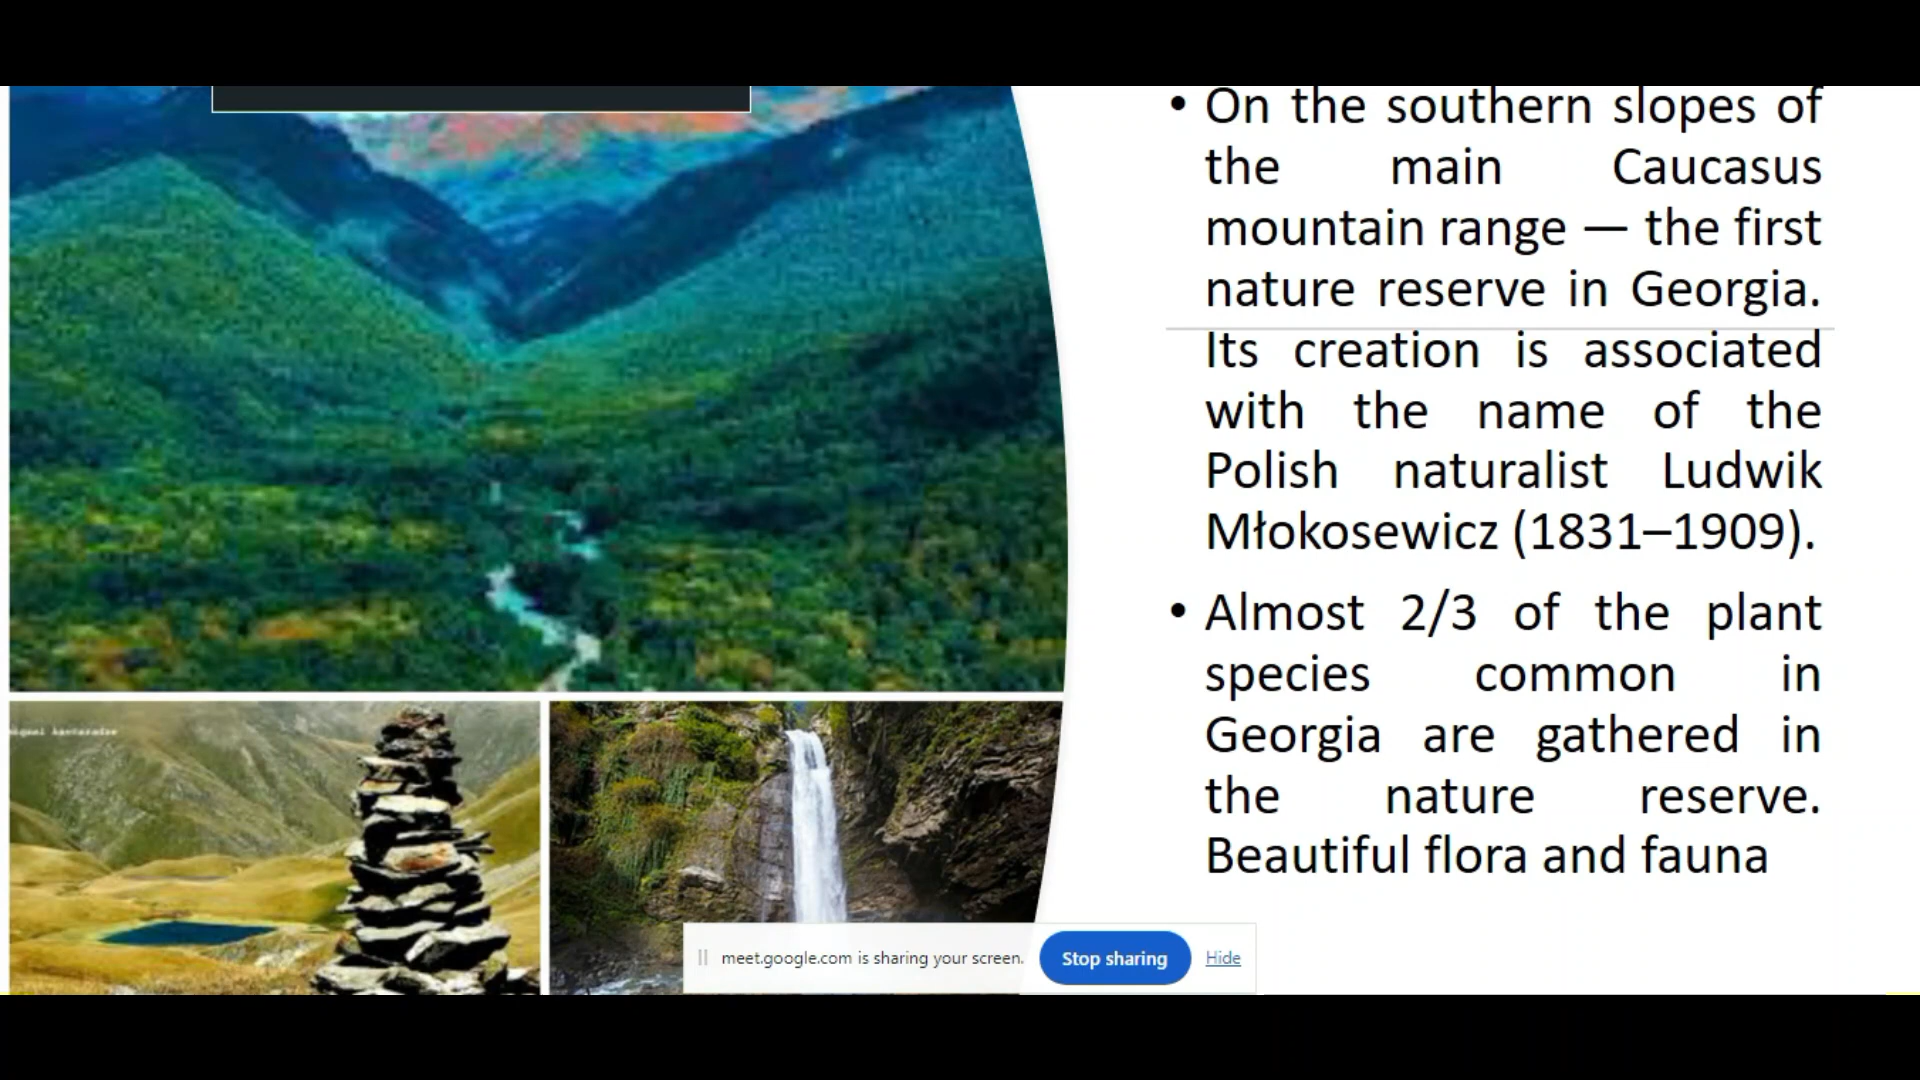 • On the southern slopes of
the main Caucasus
mountain range — the first
nature reserve in Georgia.
Its creation is associated
with the name of the
Polish naturalist Ludwik
Młokosewicz (1831–1909).
• Almost 2/3 of the plant
species common in
Georgia are gathered in
the nature reserve.
Beautiful flora and fauna
meet.google.com is sharing your screen.
Stop sharing
Hide